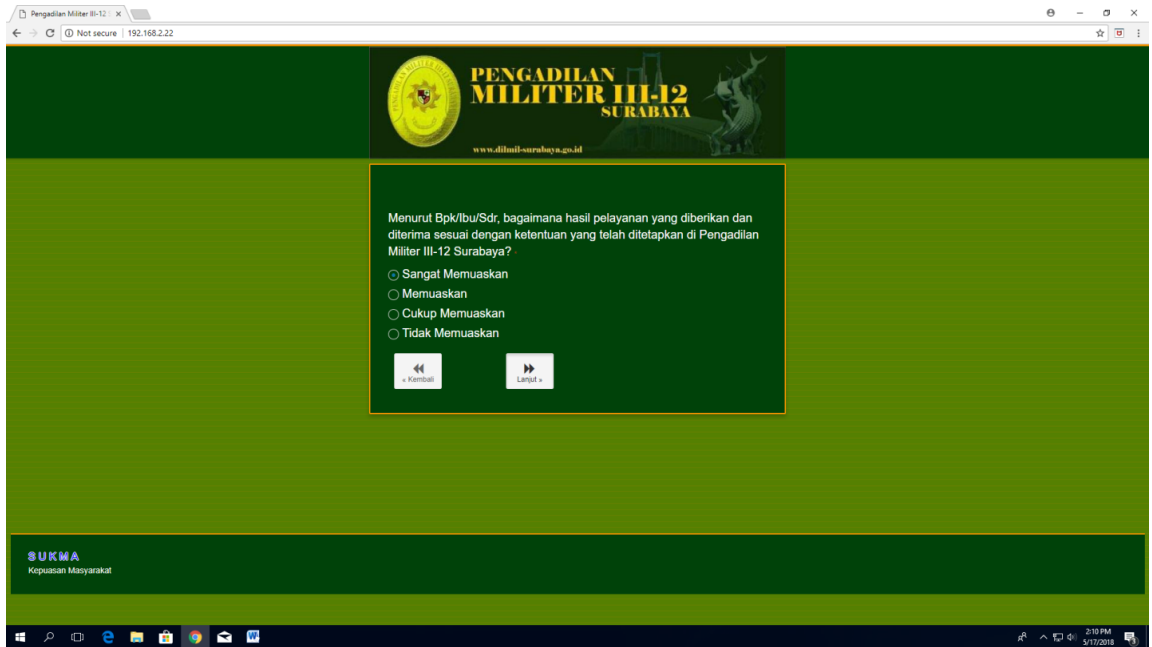 Pengadilan Militer III-12
Not secure | 192.168.2.22
PENGADILAN
MILITER III-12
SURABAYA
www.dilmil-surabaya.go.id
Menurut Bpk/Ibu/Sdr, bagaimana hasil pelayanan yang diberikan dan
diterima sesuai dengan ketentuan yang telah ditetapkan di Pengadilan
Militer III-12 Surabaya?
Sangat Memuaskan
Memuaskan
Cukup Memuaskan
Tidak Memuaskan
« Kembali
Lanjut »
SUKMA
Kepuasan Masyarakat
2:10 PM
5/17/2018